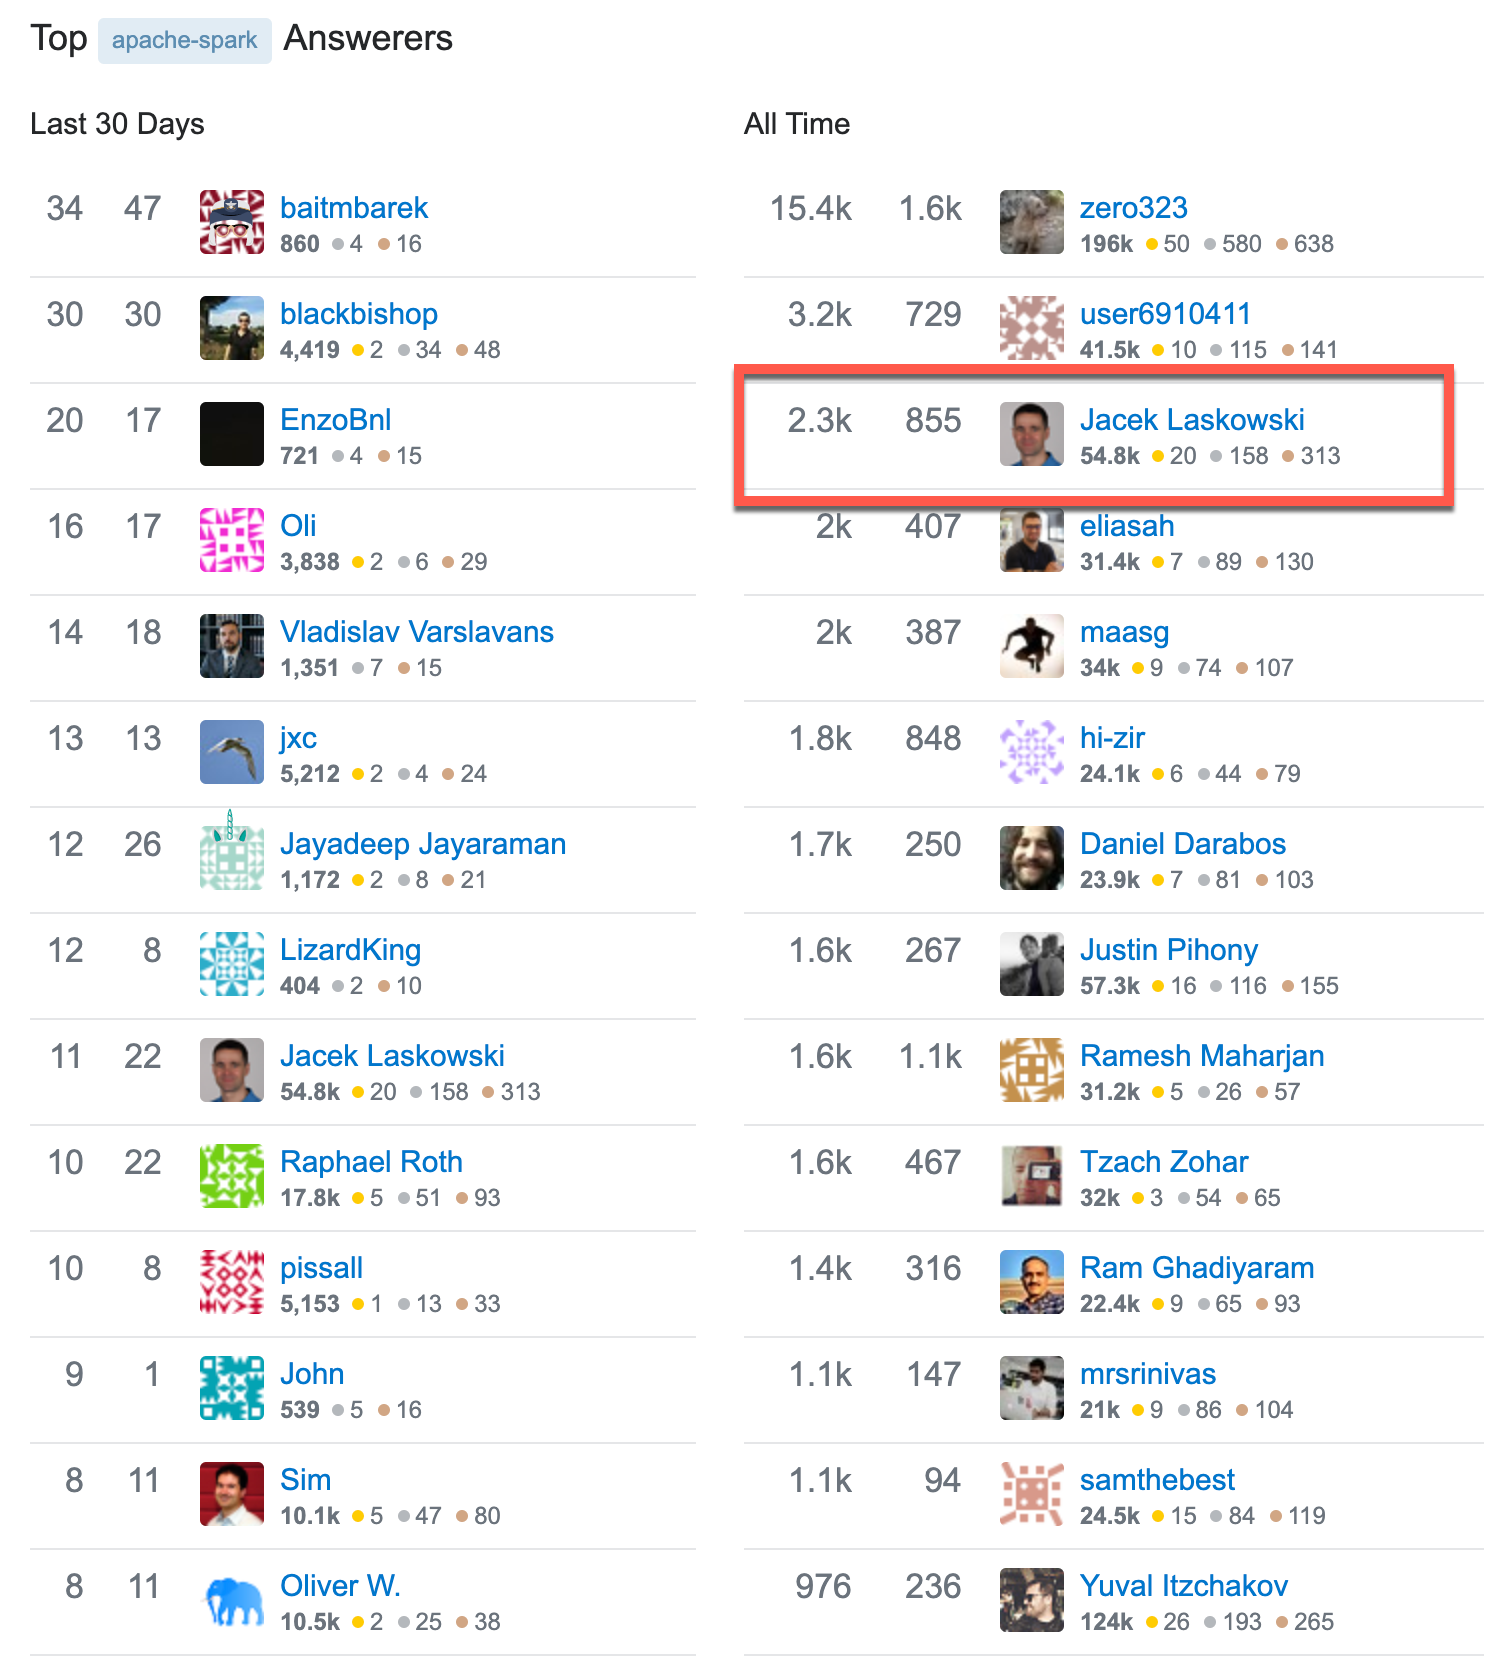 Top apache-spark Answerers
Last 30 Days
34 47 baitmbarek
860 4 16
30 30 blackbishop
4,419 2 34 48
20 17 EnzoBnl
721 4 15
16 17 Oli
3,838 2 6 29
14 18 Vladislav Varslavans
1,351 7 15
13 13 jxc
5,212 2 4 24
12 26 Jayadeep Jayaraman
1,172 2 8 21
12 8 LizardKing
404 2 10
11 22 Jacek Laskowski
54.8k 20 158 313
10 22 Raphael Roth
17.8k 5 51 93
10 8 pissall
5,153 1 13 33
9 1 John
539 5 16
8 11 Sim
10.1k 5 47 80
8 11 Oliver W.
10.5k 2 25 38
All Time
15.4k 1.6k zero323
196k 50 580 638
3.2k 729 user6910411
41.5k 10 115 141
2.3k 855 Jacek Laskowski
54.8k 20 158 313
2k 407 eliasah
31.4k 7 89 130
2k 387 maasg
34k 9 74 107
1.8k 848 hi-zir
24.1k 6 44 79
1.7k 250 Daniel Darabos
23.9k 7 81 103
1.6k 267 Justin Pihony
57.3k 16 116 155
1.6k 1.1k Ramesh Maharjan
31.2k 5 26 57
1.6k 467 Tzach Zohar
32k 3 54 65
1.4k 316 Ram Ghadiyaram
22.4k 9 65 93
1.1k 147 mrsrinivas
21k 9 86 104
1.1k 94 samthebest
24.5k 15 84 119
976 236 Yuval Itzchakov
124k 26 193 265